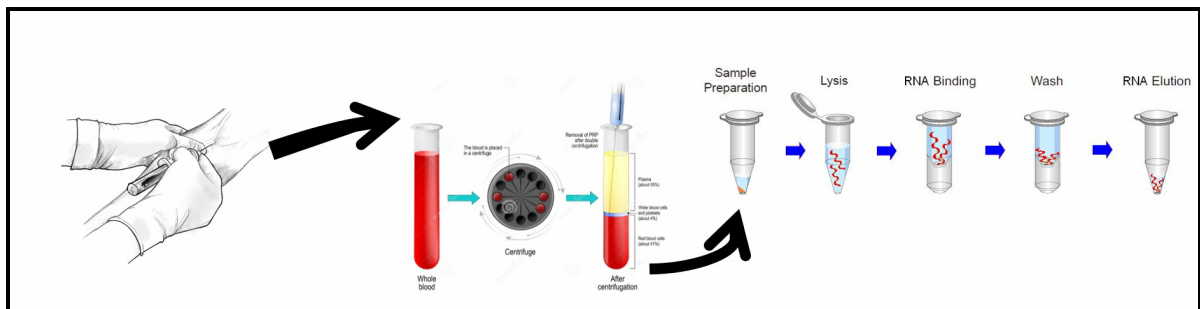 Sample
Preparation
Lysis
RNA Binding
Wash
RNA Elution
The blood is placed
in a centrifuge
Removal of PRP
after double
centrifugation
Plasma
(about 55%)
White blood cells
and platelets
(about 4%)
Red blood cells
(about 41%)
Centrifuge
Whole
blood
After
centrifugation